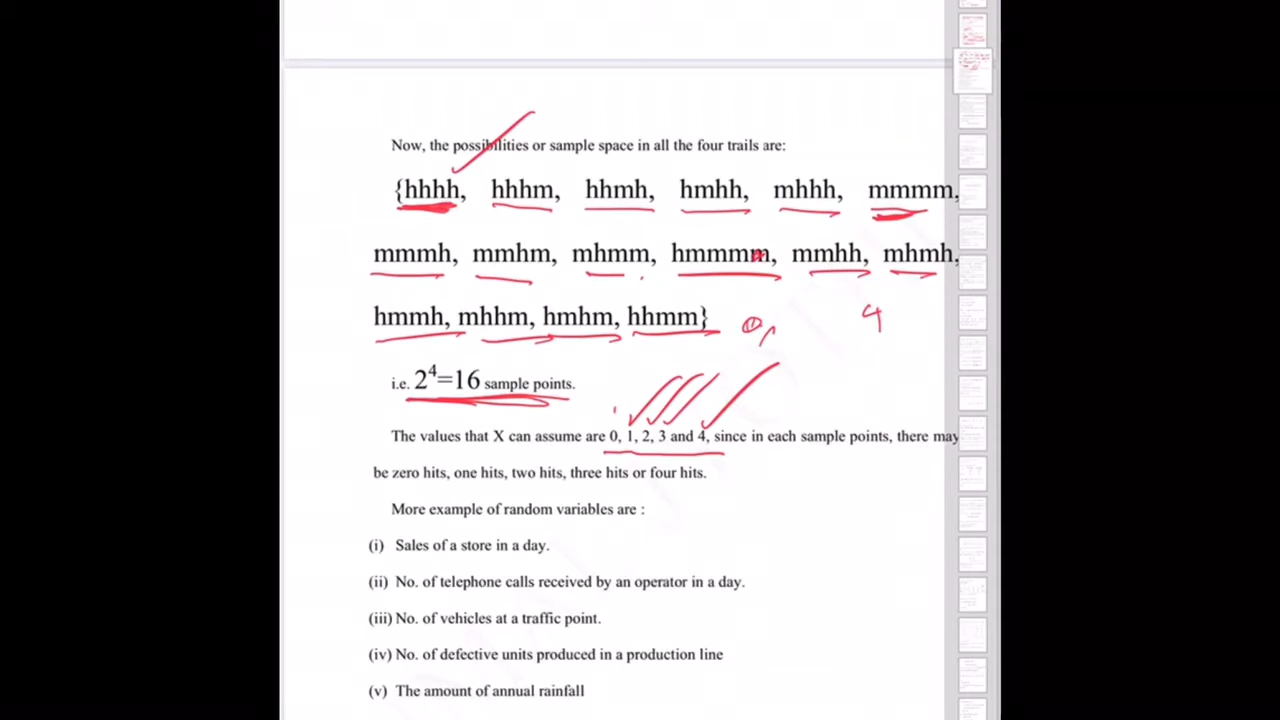 Now, the possibilities or sample space in all the four trails are:
{hhhh, hhhm, hhmh, hmhh, mhhh, mmmm,
mmmh, mmhm, mhmm, hmmmm, mmhh, mhmh,
hmmh, mhhm, hmhm, hhmm}
0, 4
i.e. 2⁴=16 sample points.
The values that X can assume are 0, 1, 2, 3 and 4, since in each sample points, there may
be zero hits, one hits, two hits, three hits or four hits.
More example of random variables are :
(i) Sales of a store in a day.
(ii) No. of telephone calls received by an operator in a day.
(iii) No. of vehicles at a traffic point.
(iv) No. of defective units produced in a production line
(v) The amount of annual rainfall